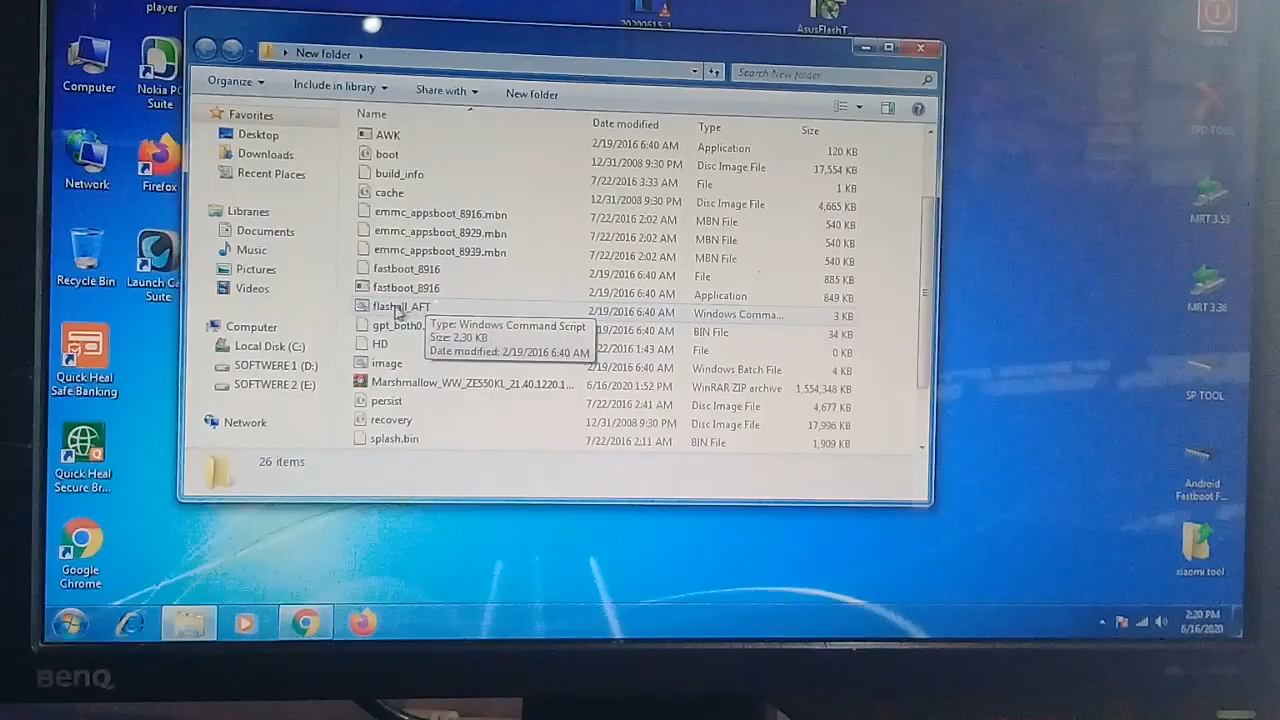 player
20200615_1
AsusFlashT...
New folder
Search New folder
Organize
Include in library
Share with
New folder
Computer
Nokia PC
Suite
Network
Firefox
Recycle Bin
Launch Ca
Suite
Quick Heal
Safe Banking
Quick Heal
Secure Br...
Google
Chrome
Favorites
Desktop
Downloads
Recent Places
Libraries
Documents
Music
Pictures
Videos
Computer
Local Disk (C:)
SOFTWERE 1 (D:)
SOFTWERE 2 (E:)
Network
Name Date modified Type Size
AWK 2/19/2016 6:40 AM Application 120 KB
boot 12/31/2008 9:30 PM Disc Image File 17,554 KB
build_info 7/22/2016 3:33 AM File 1 KB
cache 12/31/2008 9:30 PM Disc Image File 4,665 KB
emmc_appsboot_8916.mbn 7/22/2016 2:02 AM MBN File 540 KB
emmc_appsboot_8929.mbn 7/22/2016 2:02 AM MBN File 540 KB
emmc_appsboot_8939.mbn 7/22/2016 2:02 AM MBN File 540 KB
fastboot_8916 2/19/2016 6:40 AM File 885 KB
fastboot_8916 2/19/2016 6:40 AM Application 849 KB
flashall_AFT 2/19/2016 6:40 AM Windows Comma... 3 KB
gpt_both0. 19/2016 6:40 AM BIN File 34 KB
HD 22/2016 1:43 AM File 0 KB
image 2/19/2016 6:40 AM Windows Batch File 4 KB
Marshmallow_WW_ZE550KL_21.40.1220.1... 6/16/2020 1:52 PM WinRAR ZIP archive 1,554,348 KB
persist 7/22/2016 2:41 AM Disc Image File 4,677 KB
recovery 12/31/2008 9:30 PM Disc Image File 17,996 KB
splash.bin 7/22/2016 2:11 AM BIN File 1,909 KB
Type: Windows Command Script
Size: 2.30 KB
Date modified: 2/19/2016 6:40 AM
26 items
SPD TOOL
MRT 3.53
MRT 3.36
SP TOOL
Android
Fastboot F...
xiaomi tool
2:20 PM
6/16/2020
BenQ